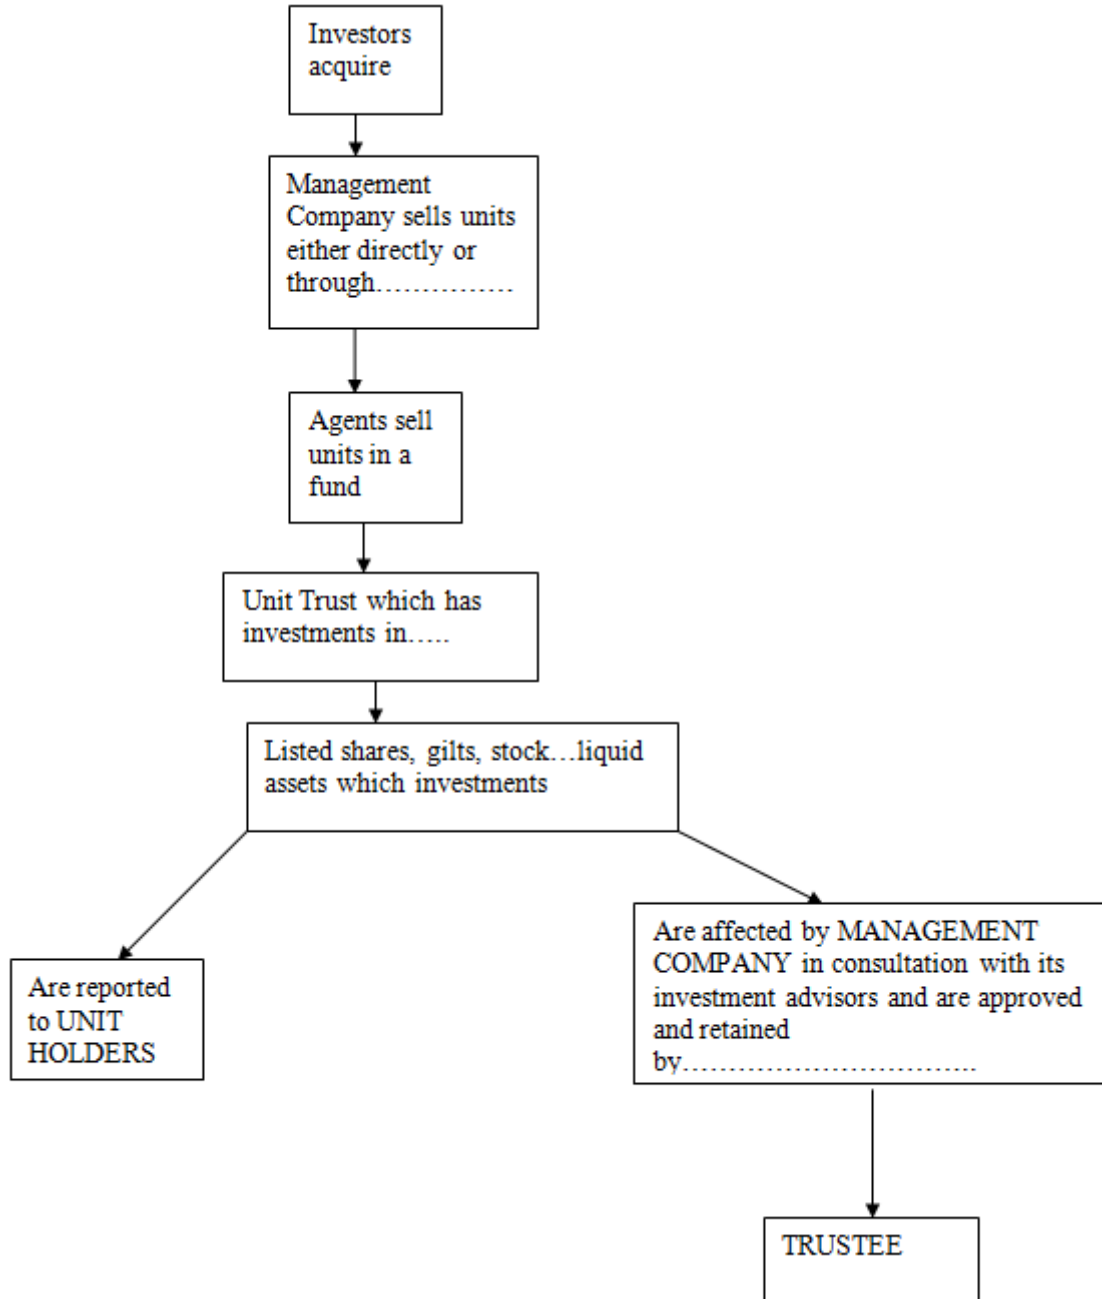 Investors
acquire
Management
Company sells units
either directly or
through……………
Agents sell
units in a
fund
Unit Trust which has
investments in…..
Listed shares, gilts, stock…liquid
assets which investments
Are reported
to UNIT
HOLDERS
Are affected by MANAGEMENT
COMPANY in consultation with its
investment advisors and are approved
and retained
by…………………………..
TRUSTEE